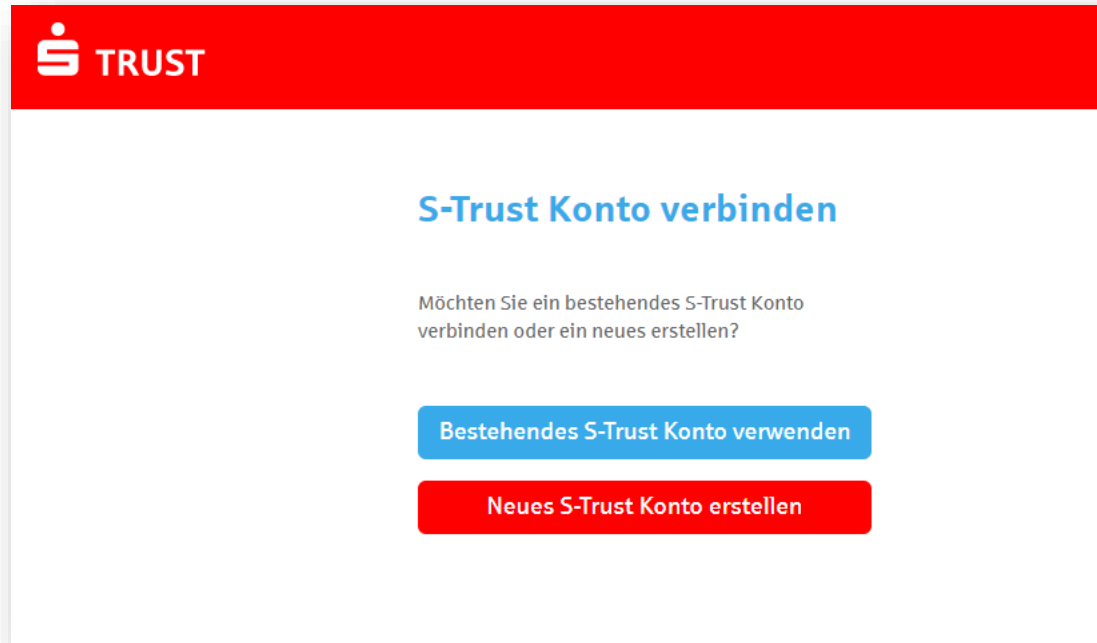 TRUST
S-Trust Konto verbinden
Möchten Sie ein bestehendes S-Trust Konto
verbinden oder ein neues erstellen?
Bestehendes S-Trust Konto verwenden
Neues S-Trust Konto erstellen